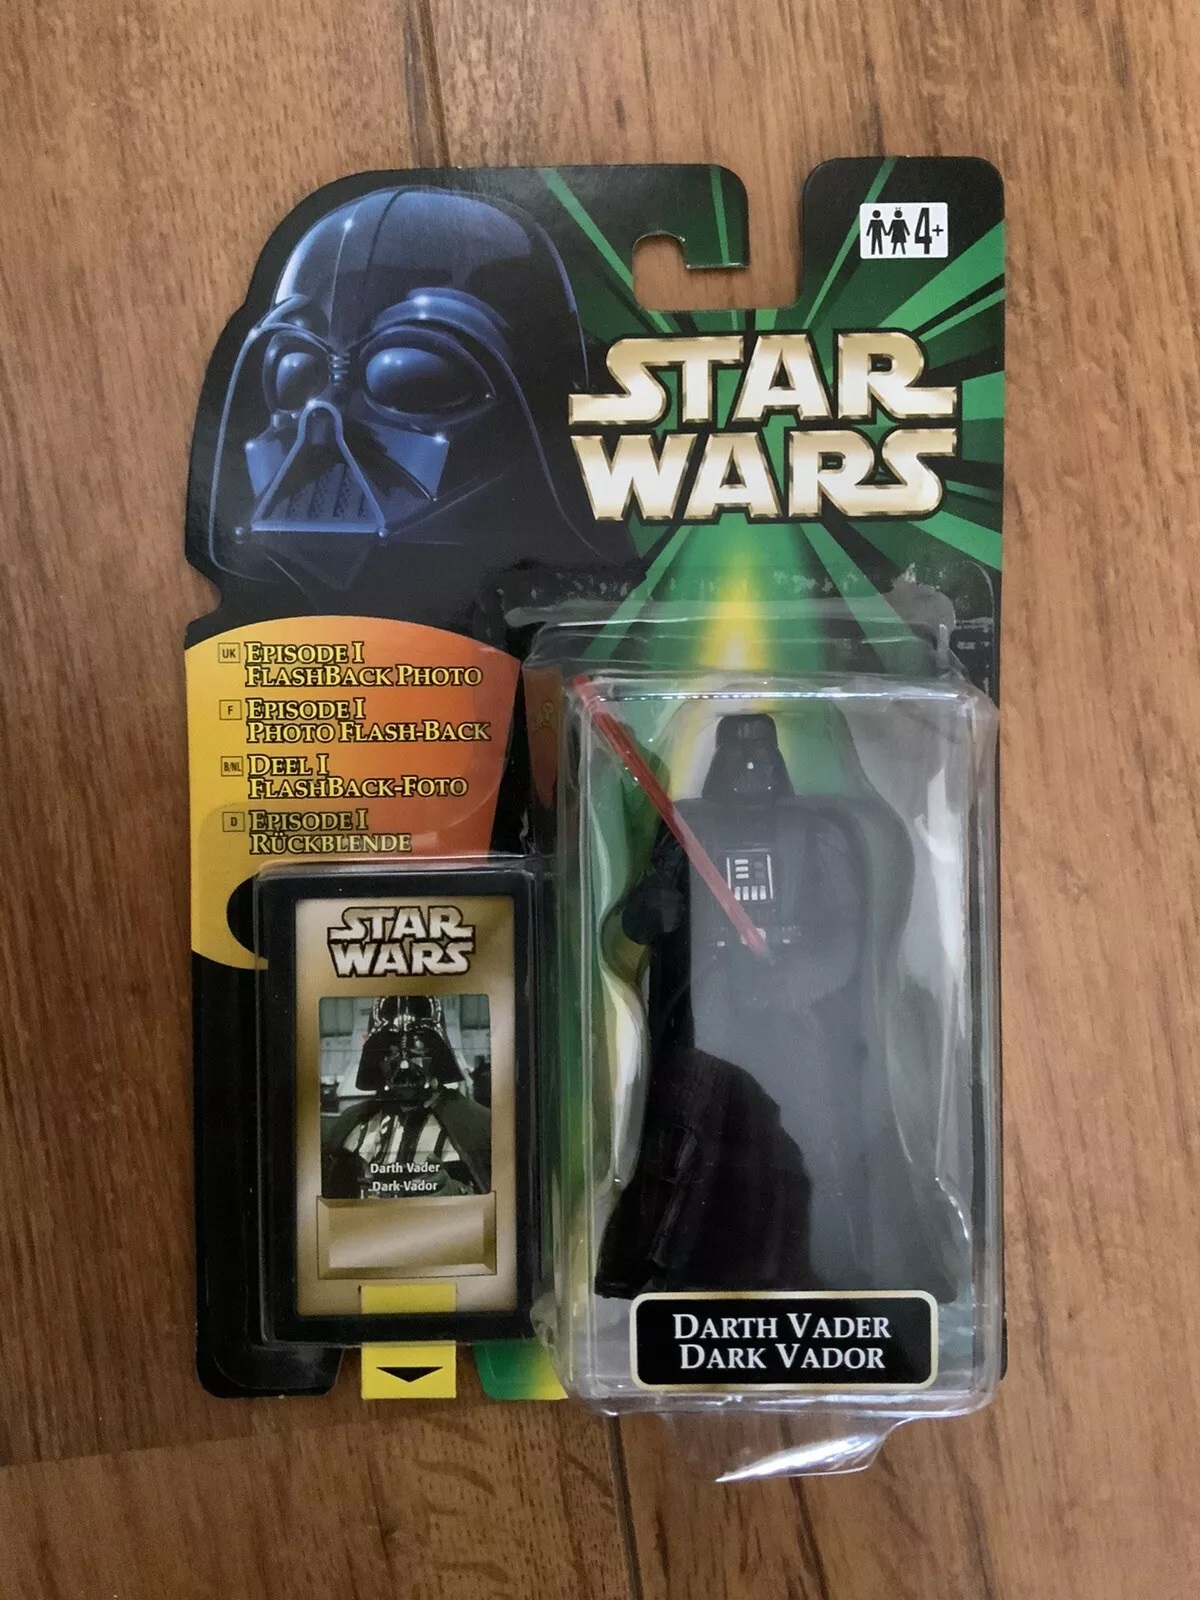 4+
STAR
WARS
UK EPISODE I
FLASHBACK PHOTO
F EPISODE I
PHOTO FLASH-BACK
B/NL DEEL I
FLASHBACK-FOTO
D EPISODE I
RÜCKBLENDE
STAR
WARS
Darth Vader
Dark Vador
DARTH VADER
DARK VADOR